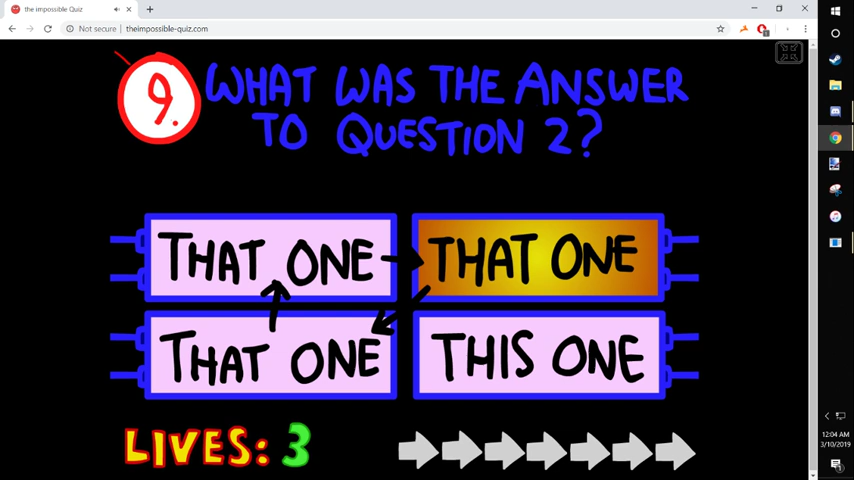 the Impossible Quiz
Not secure
theimpossible-quiz.com
9. WHAT WAS THE ANSWER
TO QUESTION 2?
THAT ONE
THAT ONE
THAT ONE
THIS ONE
LIVES: 3
12:04 AM
3/10/2019